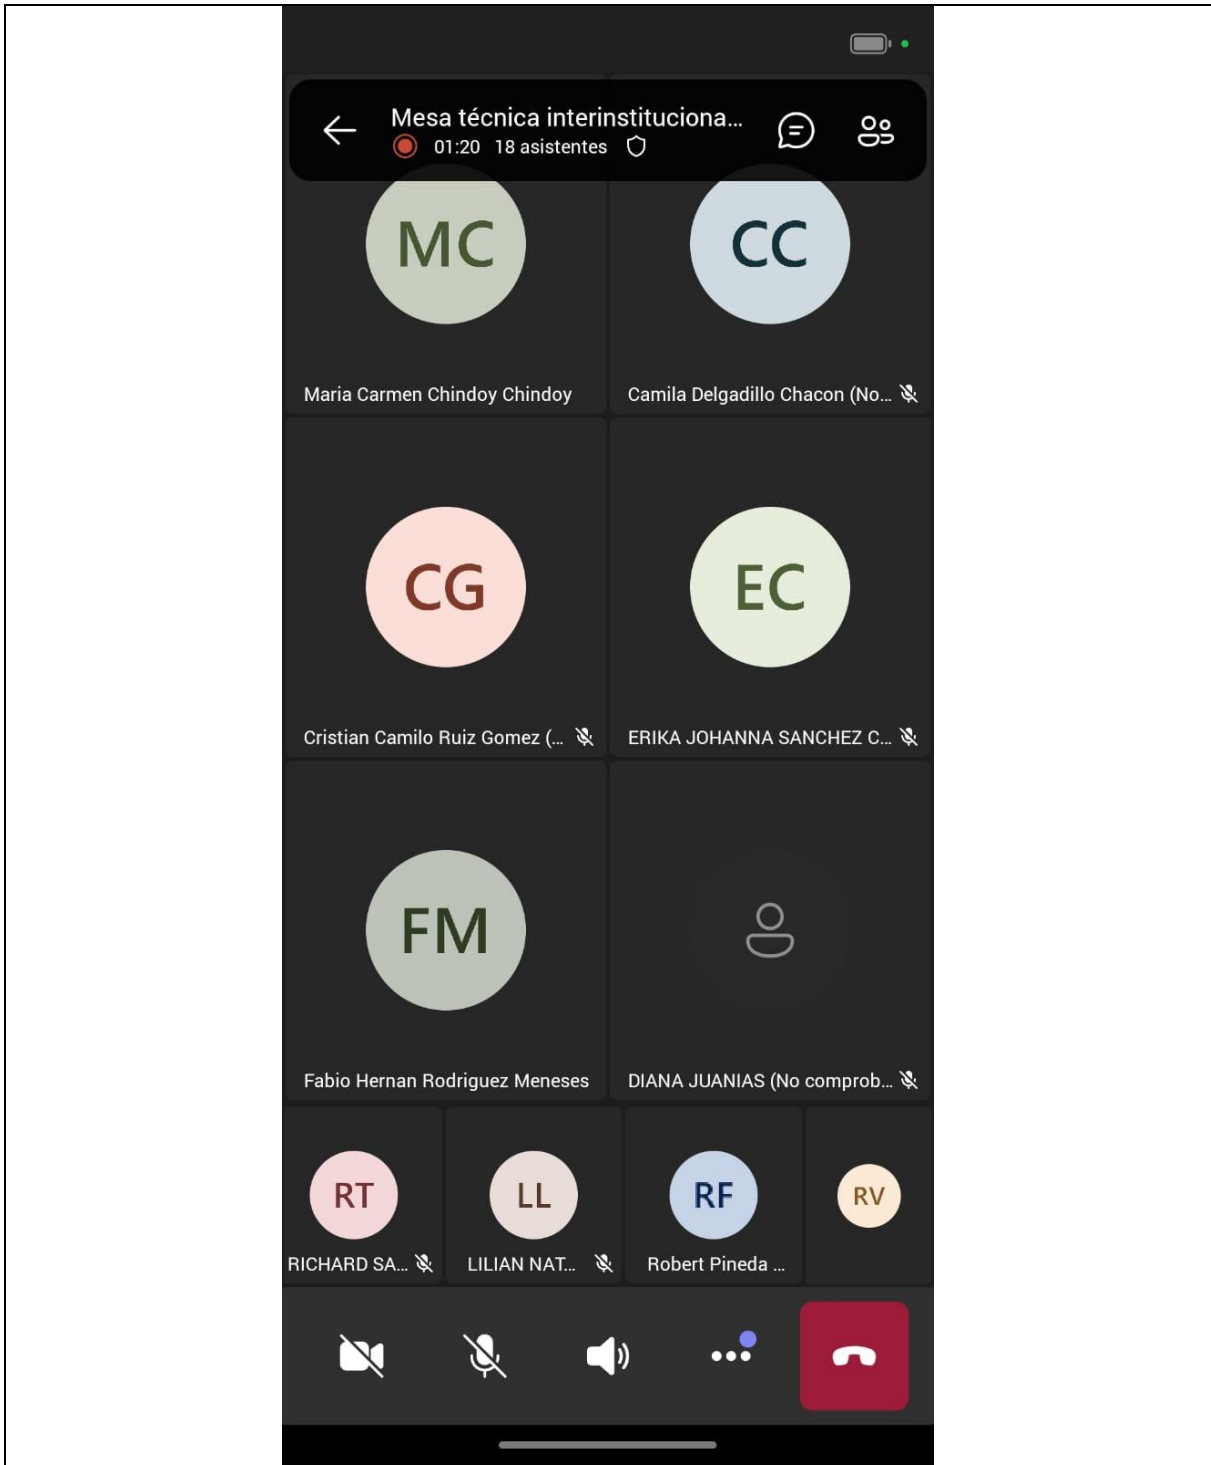 Mesa técnica interinstituciona...
01:20 18 asistentes
MC
CC
Maria Carmen Chindoy Chindoy
Camila Delgadillo Chacon (No...
CG
EC
Cristian Camilo Ruiz Gomez (...
ERIKA JOHANNA SANCHEZ C...
FM
Fabio Hernan Rodriguez Meneses
DIANA JUANIAS (No comprob...
RT
LL
RF
RV
RICHARD SA...
LILIAN NAT...
Robert Pineda ...